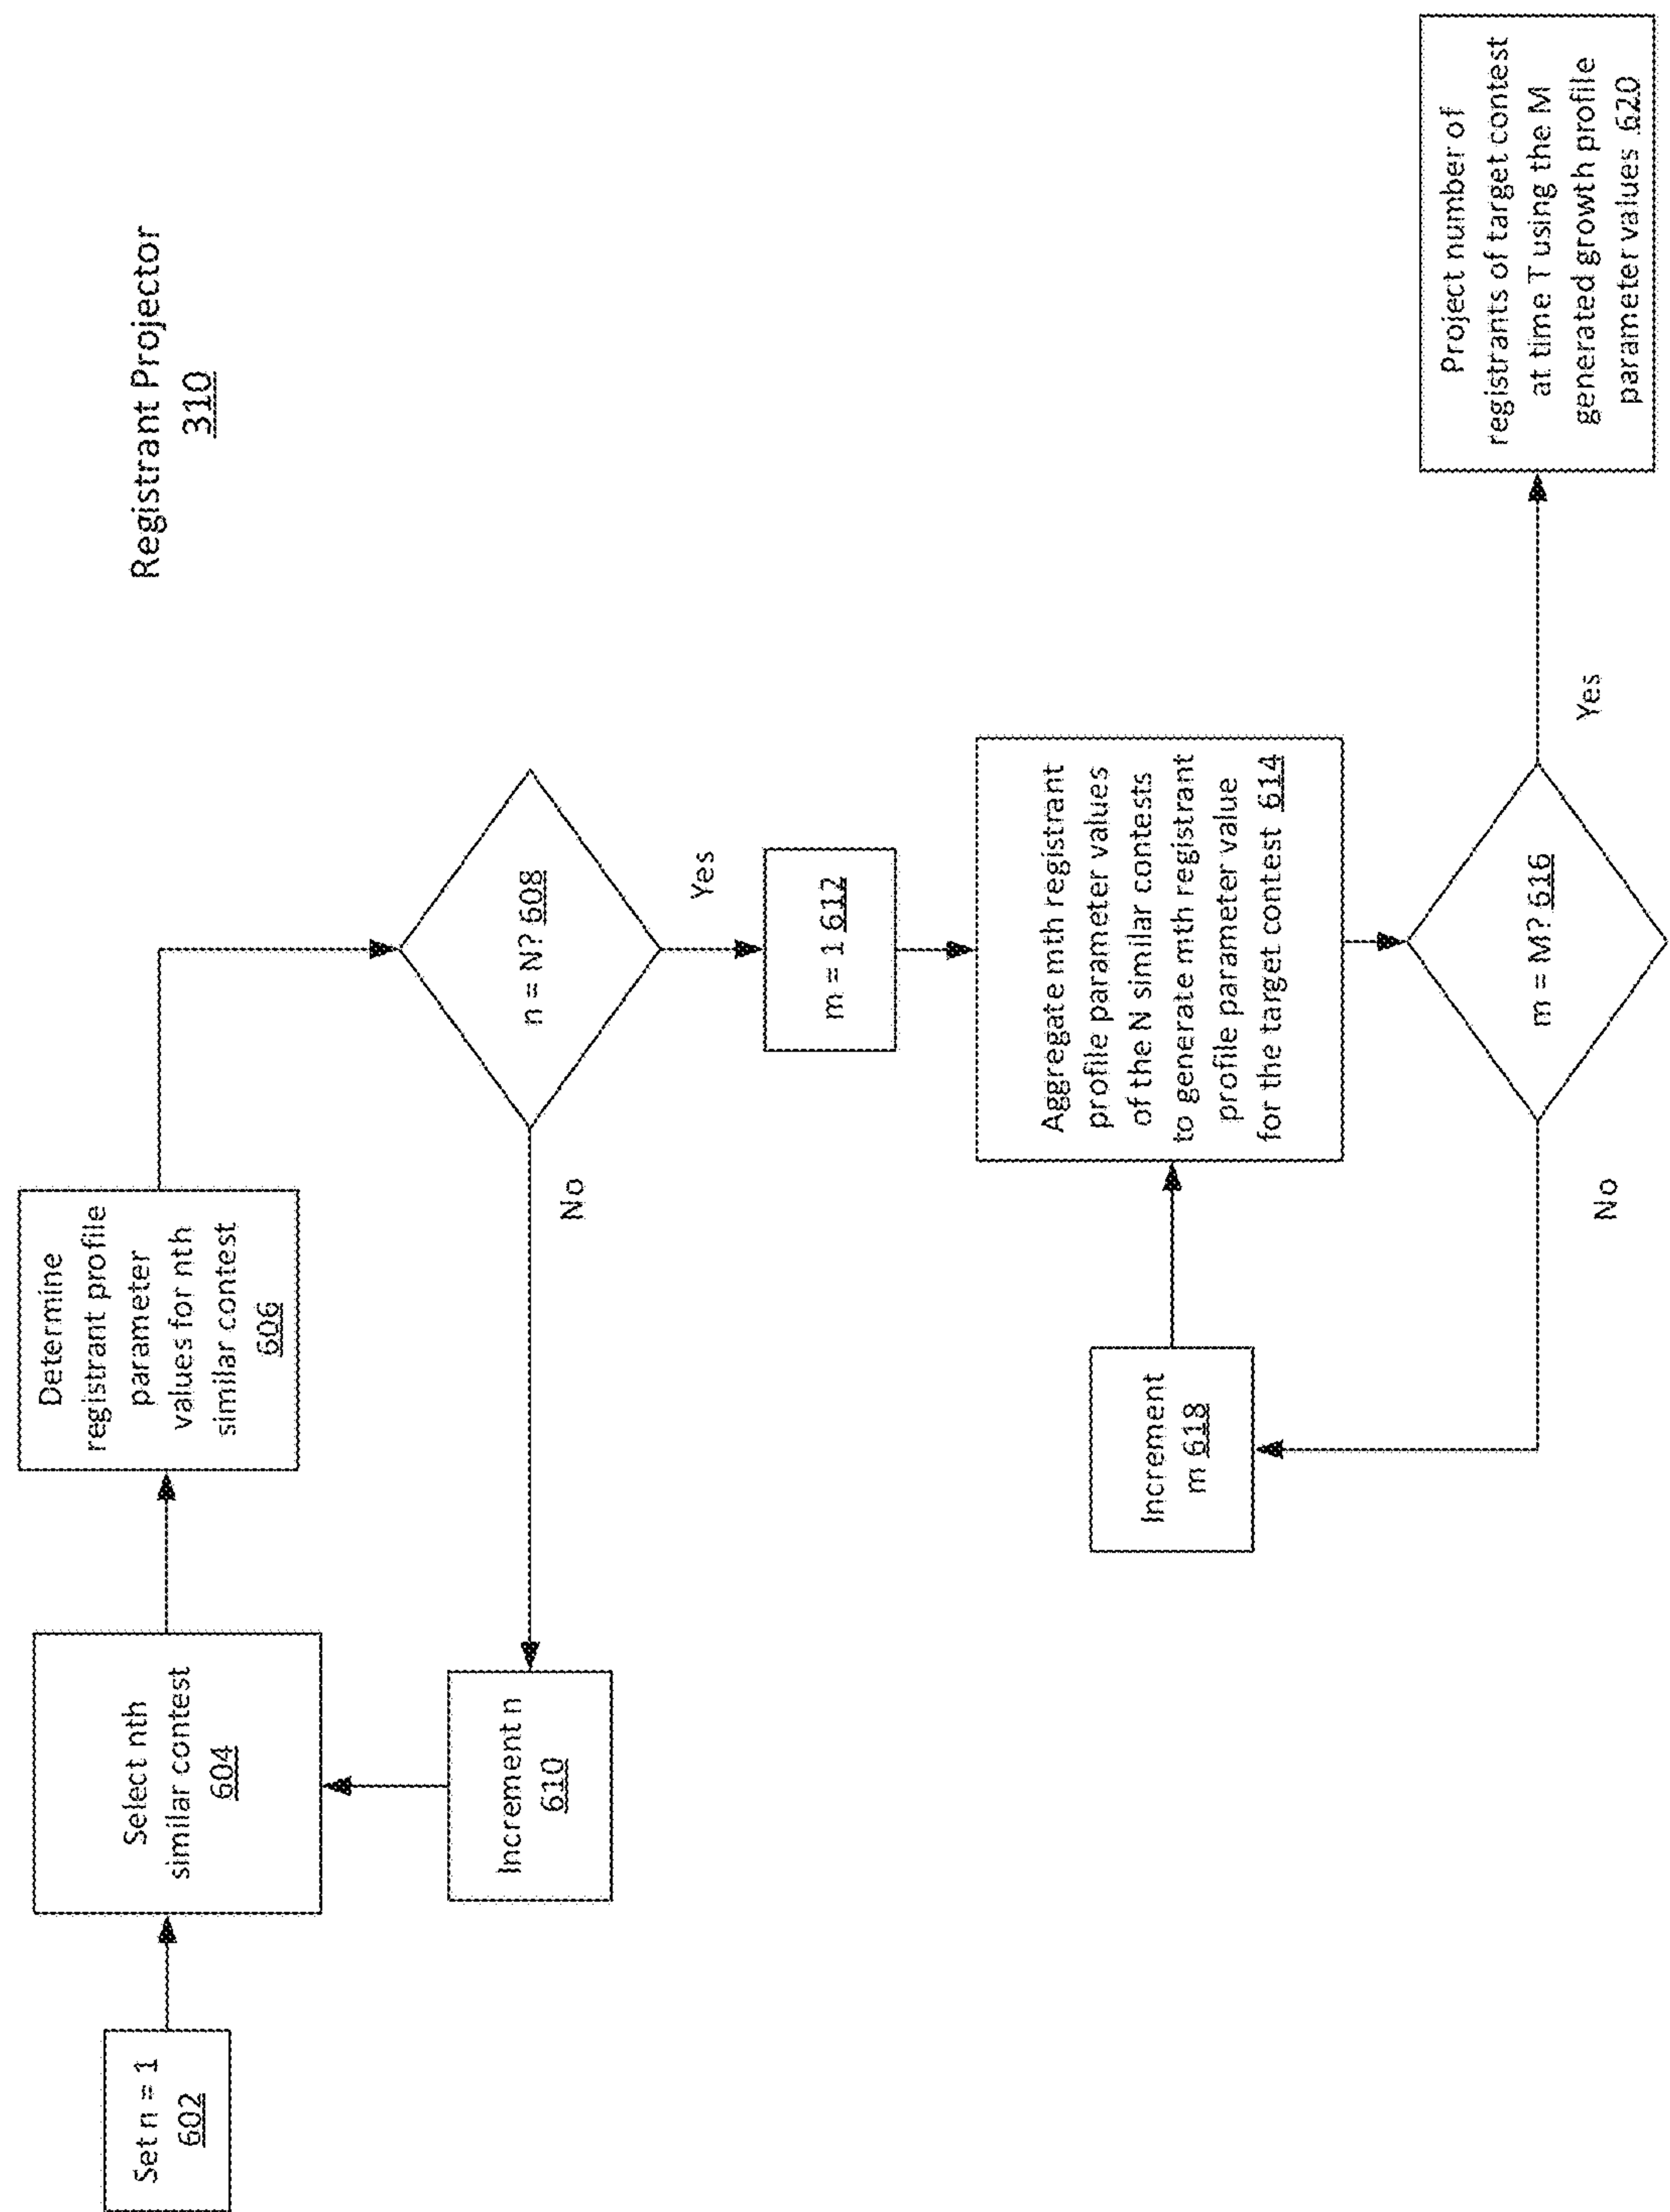 Registrant Projector
310
Set n = 1
602
Select nth
similar contest
604
Determine
registrant profile
parameter
values for nth
similar contest
606
n = N? 608
No
Yes
Increment n
610
m = 1 612
Aggregate mth registrant
profile parameter values
of the N similar contests
to generate mth registrant
profile parameter value
for the target contest 614
Increment
m 618
m = M? 616
No
Yes
Project number of
registrants of target contest
at time T using the M
generated growth profile
parameter values 620